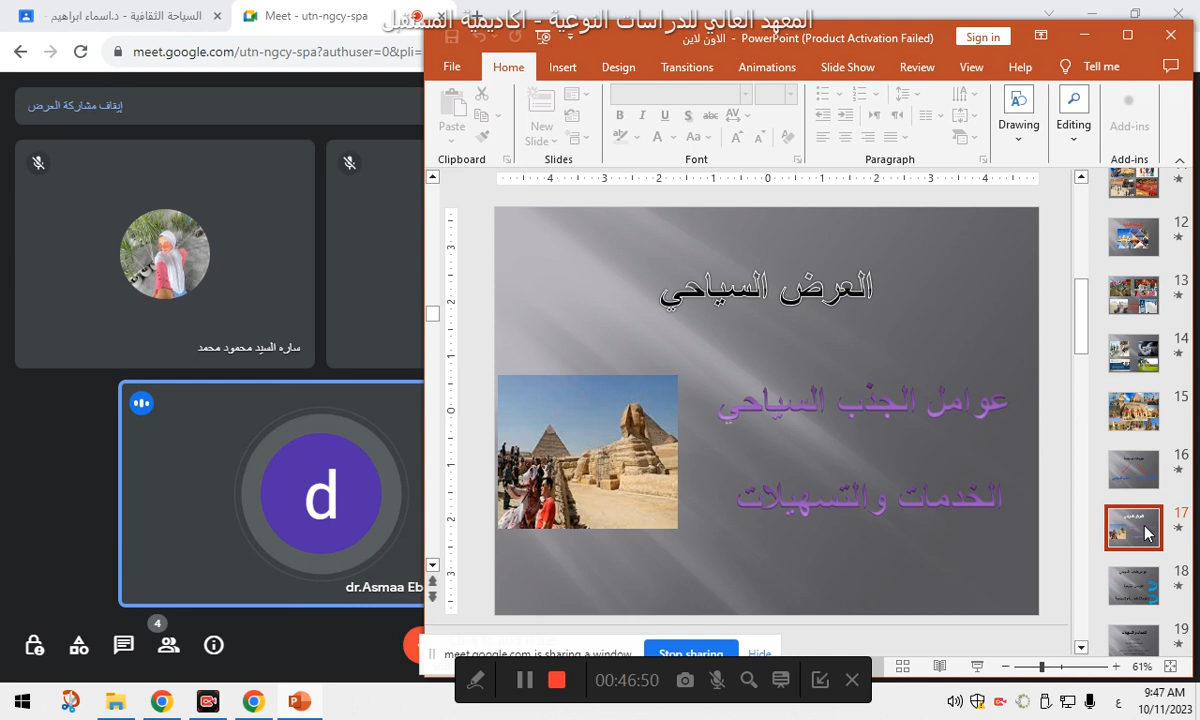 السياحة الثقافية - د.اسماء ابراهيم
Meet - utn-ngcy-spa
المعهد العالي للدراسات النوعية - اكاديمية المستقبل
meet.google.com/utn-ngcy-spa?authuser=0&pli=
إيقاف مشاركة العرض
ساره السيد محمود محمد
d
dr.Asmaa Eb
4
الاون لاين - PowerPoint (Product Activation Failed)
Sign in
File Home Insert Design Transitions Animations Slide Show Review View Help Tell me
Paste
New Slide
Drawing
Editing
Add-ins
Clipboard Slides Font Paragraph Add-ins
العرض السياحي
عوامل الجذب السياحي
الخدمات والتسهيلات
12
13
14
15
16
17
18
19
meet.google.com is sharing a window.
Stop sharing
Hide
61%
00:46:50
9:47 AM
10/11/2023
ع